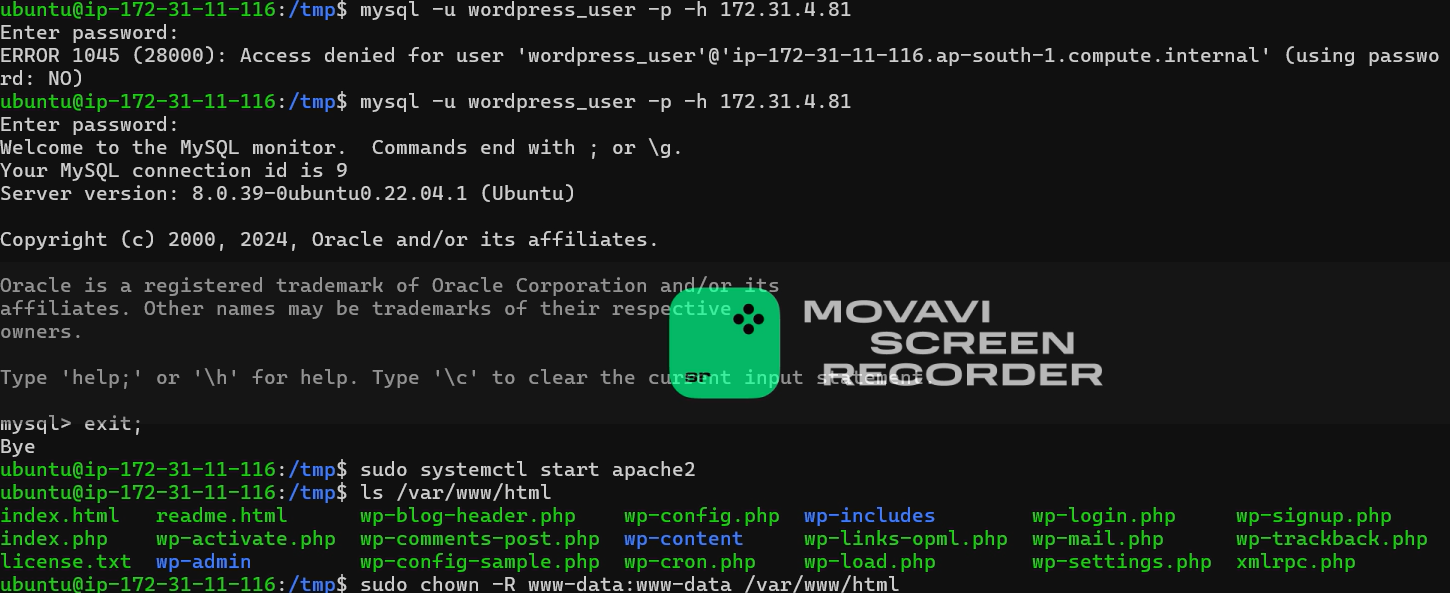 ubuntu@ip-172-31-11-116:/tmp$ mysql -u wordpress_user -p -h 172.31.4.81
Enter password:
ERROR 1045 (28000): Access denied for user 'wordpress_user'@'ip-172-31-11-116.ap-south-1.compute.internal' (using passwo
rd: NO)
ubuntu@ip-172-31-11-116:/tmp$ mysql -u wordpress_user -p -h 172.31.4.81
Enter password:
Welcome to the MySQL monitor.  Commands end with ; or \g.
Your MySQL connection id is 9
Server version: 8.0.39-0ubuntu0.22.04.1 (Ubuntu)
Copyright (c) 2000, 2024, Oracle and/or its affiliates.
Oracle is a registered trademark of Oracle Corporation and/or its
affiliates. Other names may be trademarks of their respective
owners.
Type 'help;' or '\h' for help. Type '\c' to clear the current input statement.
mysql> exit;
Bye
ubuntu@ip-172-31-11-116:/tmp$ sudo systemctl start apache2
ubuntu@ip-172-31-11-116:/tmp$ ls /var/www/html
index.html   readme.html      wp-blog-header.php    wp-config.php  wp-includes        wp-login.php     wp-signup.php
index.php    wp-activate.php  wp-comments-post.php  wp-content     wp-links-opml.php  wp-mail.php      wp-trackback.php
license.txt  wp-admin         wp-config-sample.php  wp-cron.php    wp-load.php        wp-settings.php  xmlrpc.php
ubuntu@ip-172-31-11-116:/tmp$ sudo chown -R www-data:www-data /var/www/html
SR
MOVAVI
SCREEN
RECORDER